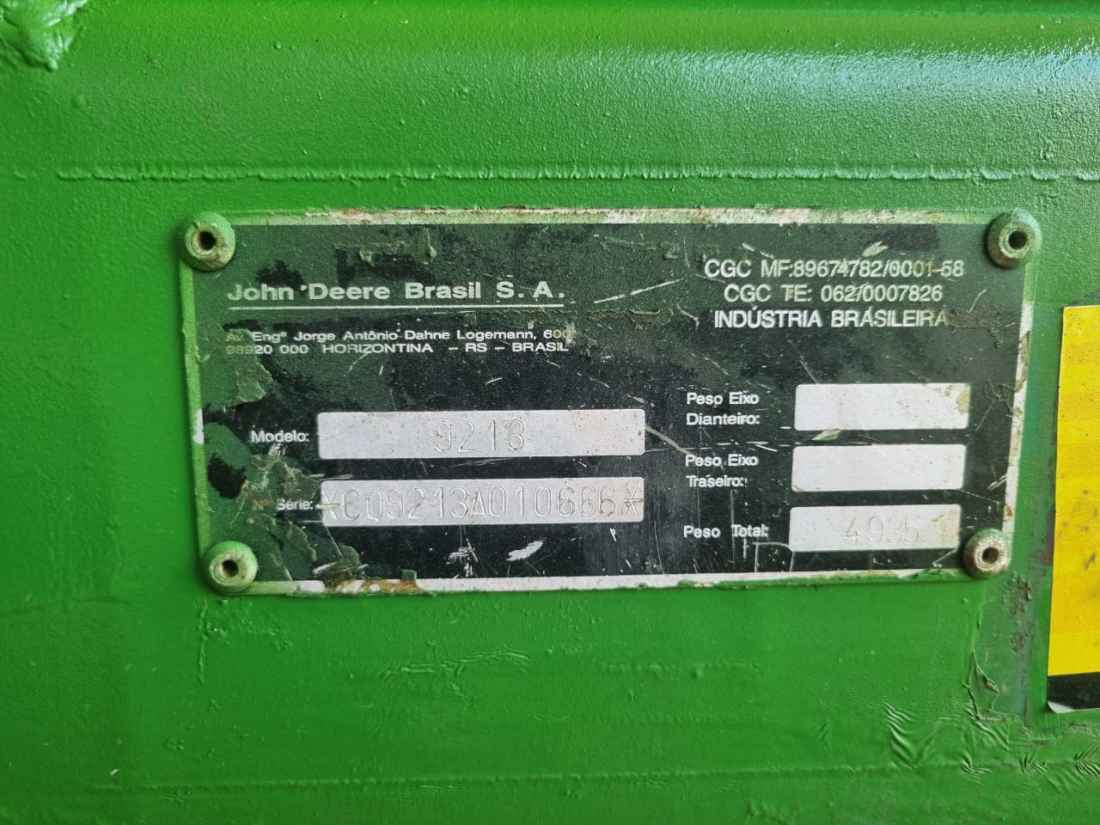 John Deere Brasil S. A.
Av. Engº Jorge Antônio Dahne Logemann, 600
98920 000 HORIZONTINA - RS - BRASIL
CGC MF:89674782/0001-58
CGC TE: 062/0007826
INDÚSTRIA BRASILEIRA
Modelo: 9213
Nº Série: *CQ9213A010666*
Peso Eixo
Dianteiro:
Peso Eixo
Traseiro:
Peso Total: